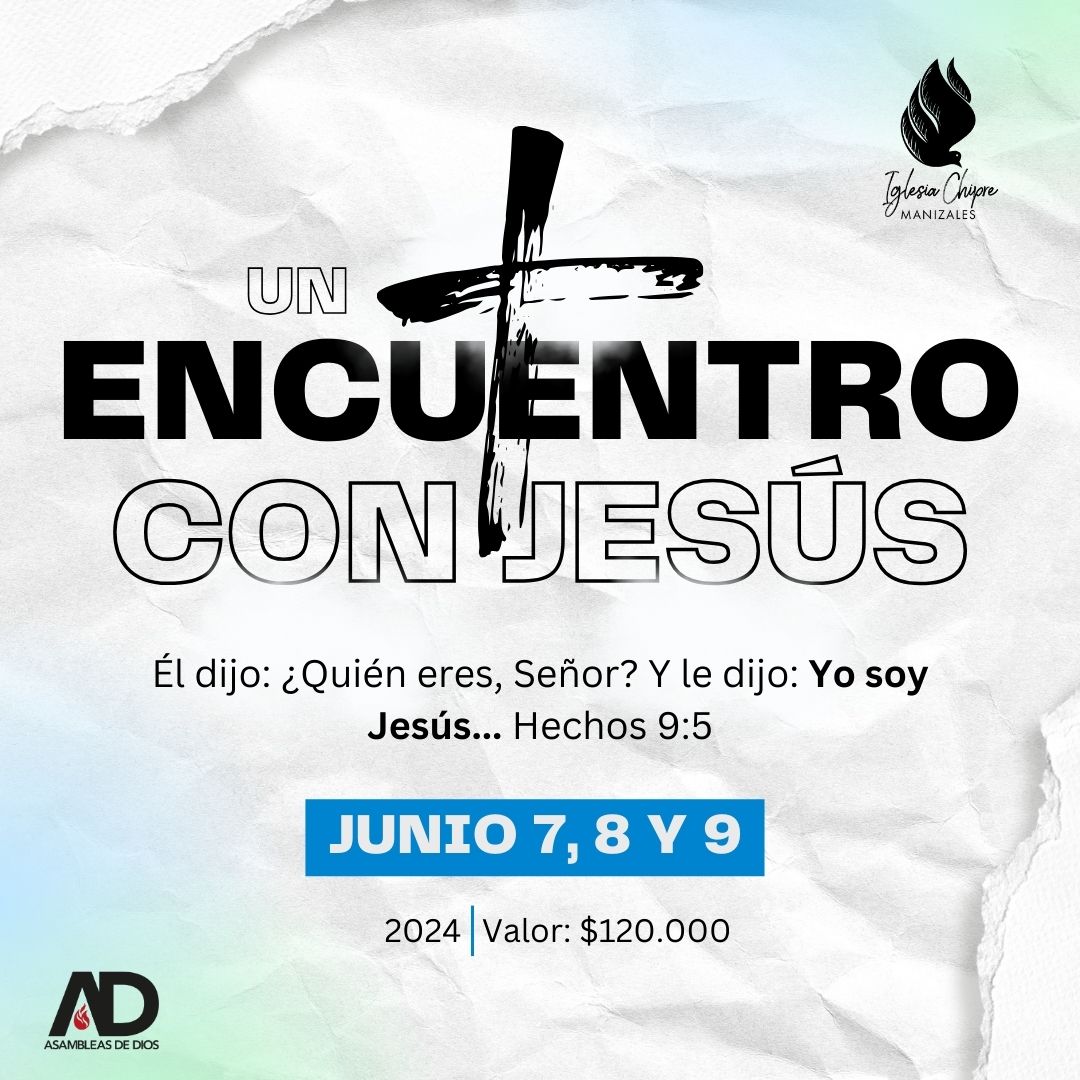 Iglesia Chipre
MANIZALES
UN
ENCUENTRO
CON JESÚS
Él dijo: ¿Quién eres, Señor? Y le dijo: Yo soy
Jesús... Hechos 9:5
JUNIO 7, 8 Y 9
2024 Valor: $120.000
AD
ASAMBLEAS DE DIOS